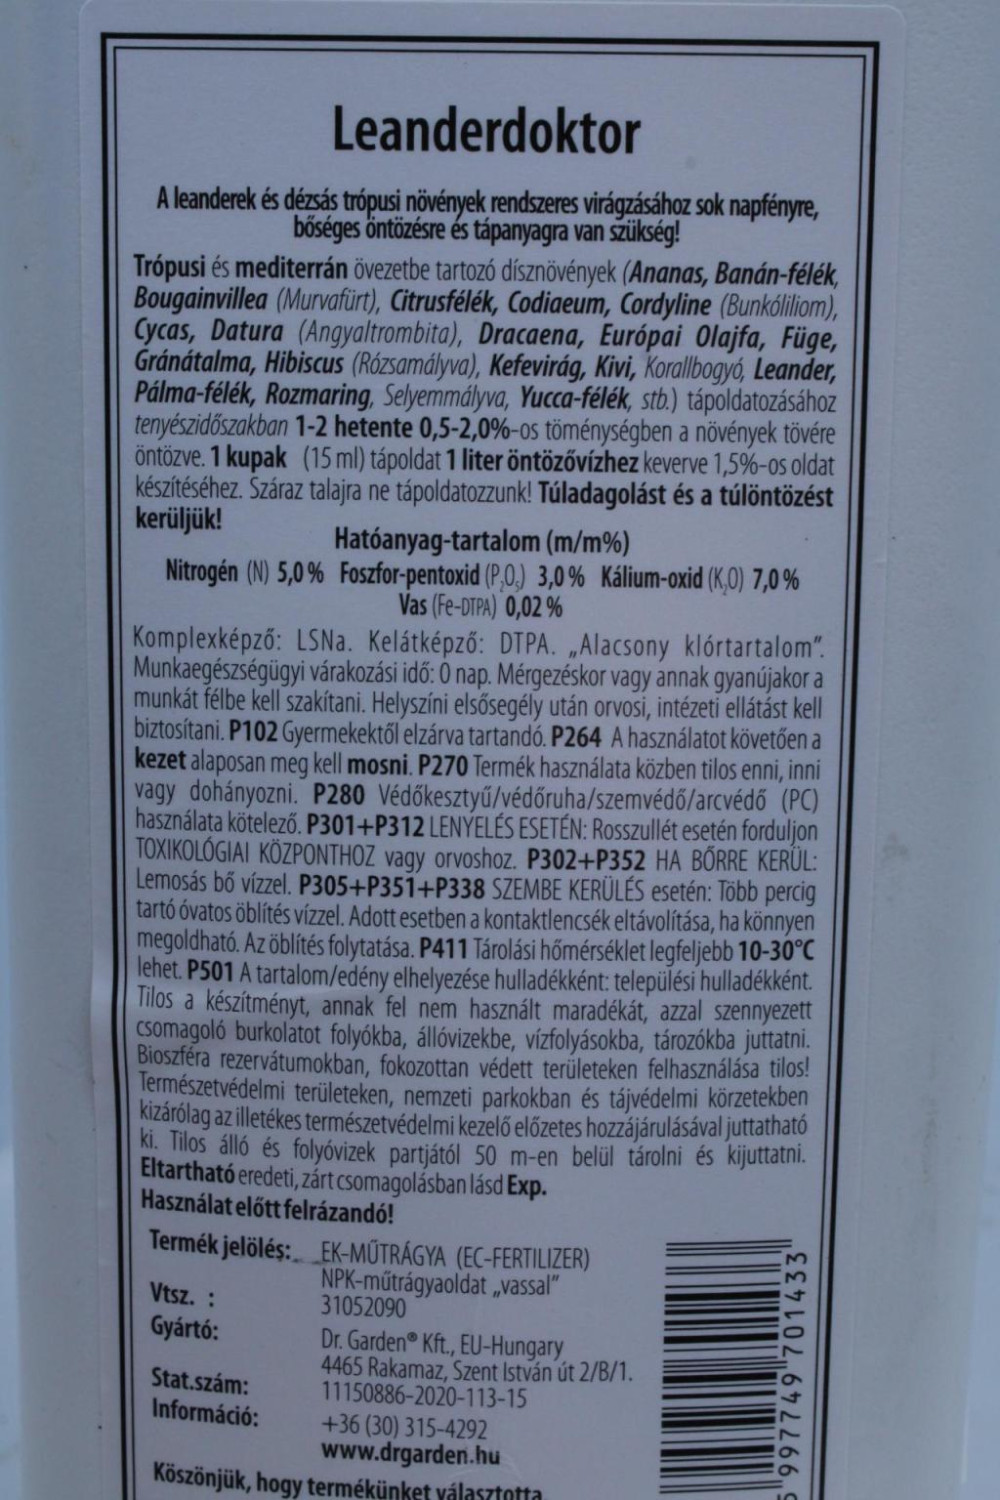 Leanderdoktor
A leanderek és dézsás trópusi növények rendszeres virágzásához sok napfényre,
bőséges öntözésre és tápanyagra van szükség!
Trópusi és mediterrán övezetbe tartozó dísznövények (Ananas, Banán-félék,
Bougainvillea (Murvafürt), Citrusfélék, Codiaeum, Cordyline (Bunkóliliom),
Cycas, Datura (Angyaltrombita), Dracaena, Európai Olajfa, Füge,
Gránátalma, Hibiscus (Rózsamályva), Kefevirág, Kivi, Korallbogyó, Leander,
Pálma-félék, Rozmaring, Selyemmályva, Yucca-félék, stb.) tápoldatozásához
tenyészidőszakban 1-2 hetente 0,5-2,0%-os töménységben a növények tövére
öntözve. 1 kupak (15 ml) tápoldat 1 liter öntözővízhez keverve 1,5%-os oldat
készítéséhez. Száraz talajra ne tápoldatozzunk! Túladagolást és a túlöntözést
kerüljük!
Hatóanyag-tartalom (m/m%)
Nitrogén (N) 5,0% Foszfor-pentoxid (P₂O₅) 3,0% Kálium-oxid (K₂O) 7,0%
Vas (Fe-DTPA) 0,02%
Komplexképző: LSNa. Kelátképző: DTPA. „Alacsony klórtartalom”.
Munkaegészségügyi várakozási idő: 0 nap. Mérgezéskor vagy annak gyanújakor a
munkát félbe kell szakítani. Helyszíni elsősegély után orvosi, intézeti ellátást kell
biztosítani. P102 Gyermekektől elzárva tartandó. P264 A használatot követően a
kezet alaposan meg kell mosni. P270 Termék használata közben tilos enni, inni
vagy dohányozni. P280 Védőkesztyű/védőruha/szemvédő/arcvédő (PC)
használata kötelező. P301+P312 LENYELÉS ESETÉN: Rosszullét esetén forduljon
TOXIKOLÓGIAI KÖZPONTHOZ vagy orvoshoz. P302+P352 HA BŐRRE KERÜL:
Lemosás bő vízzel. P305+P351+P338 SZEMBE KERÜLÉS esetén: Több percig
tartó óvatos öblítés vízzel. Adott esetben a kontaktlencsék eltávolítása, ha könnyen
megoldható. Az öblítés folytatása. P411 Tárolási hőmérséklet legfeljebb 10-30°C
lehet. P501 A tartalom/edény elhelyezése hulladékként: települési hulladékként.
Tilos a készítményt, annak fel nem használt maradékát, azzal szennyezett
csomagoló burkolatot folyókba, állóvizekbe, vízfolyásokba, tározókba juttatni.
Bioszféra rezervátumokban, fokozottan védett területeken felhasználása tilos!
Természetvédelmi területeken, nemzeti parkokban és tájvédelmi körzetekben
kizárólag az illetékes természetvédelmi kezelő előzetes hozzájárulásával juttatható
ki. Tilos álló és folyóvizek partjától 50 m-en belül tárolni és kijuttatni.
Eltartható eredeti, zárt csomagolásban lásd Exp.
Használat előtt felrázandó!
Termék jelölés: EK-MŰTRÁGYA (EC-FERTILIZER)
NPK-műtrágyaoldat „vassal”
Vtsz. : 31052090
Gyártó: Dr. Garden® Kft., EU-Hungary
4465 Rakamaz, Szent István út 2/B/1.
Stat.szám: 11150886-2020-113-15
Információ: +36 (30) 315-4292
www.drgarden.hu
Köszönjük, hogy termékünket választotta.
5 997749 701433